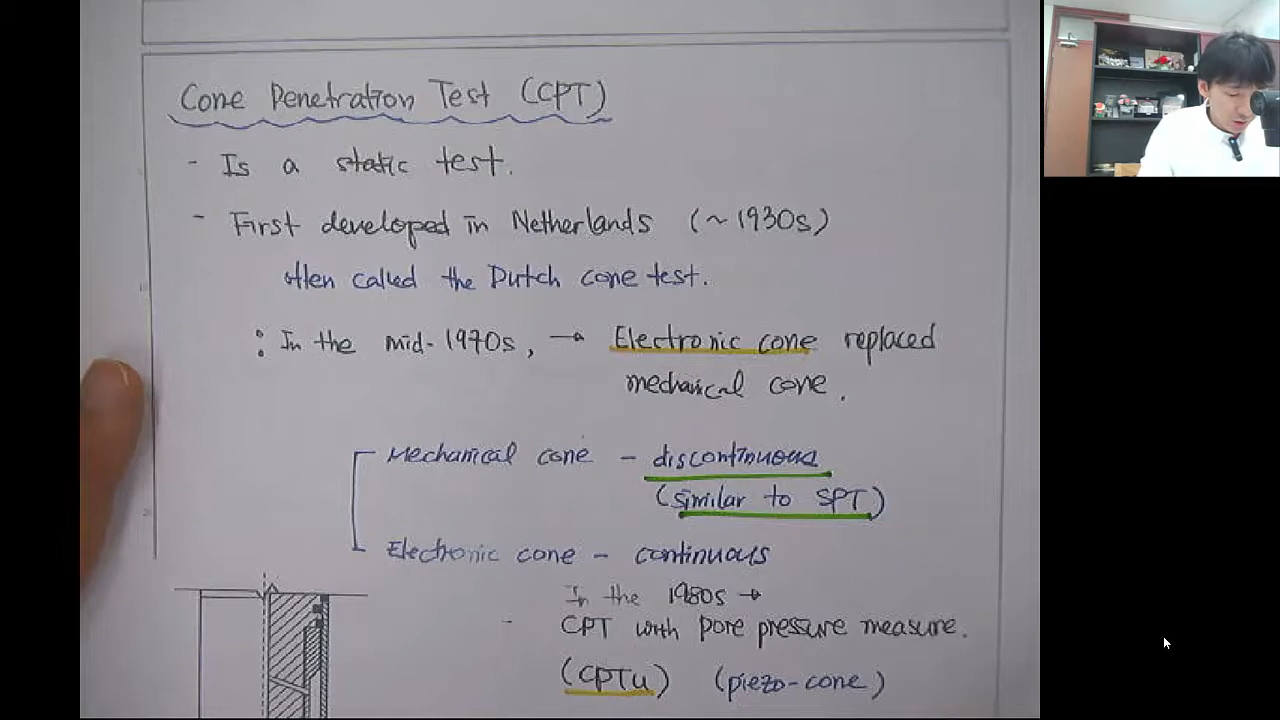 Cone Penetration Test (CPT)
- Is a static test.
- First developed in Netherlands (~1930s)
often called the Dutch cone test.
: In the mid-1970s, → Electronic cone replaced
mechanical cone.
Mechanical cone - discontinuous
(similar to SPT)
Electronic cone - continuous
In the 1980s →
- CPT with pore pressure measure.
(CPTu) (piezo-cone)